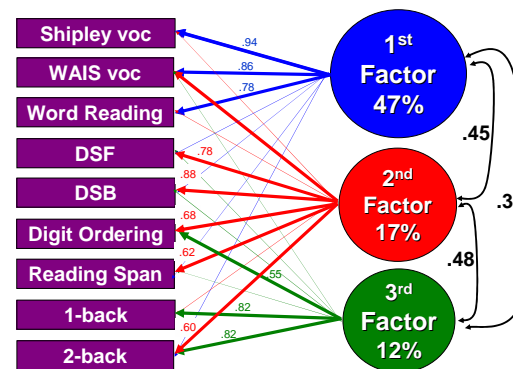 Shipley voc
WAIS voc
Word Reading
DSF
DSB
Digit Ordering
Reading Span
1-back
2-back
.94
.86
.78
.78
.88
.68
.62
.55
.82
.60
.82
1st
Factor
47%
2nd
Factor
17%
3rd
Factor
12%
.45
.48
.3